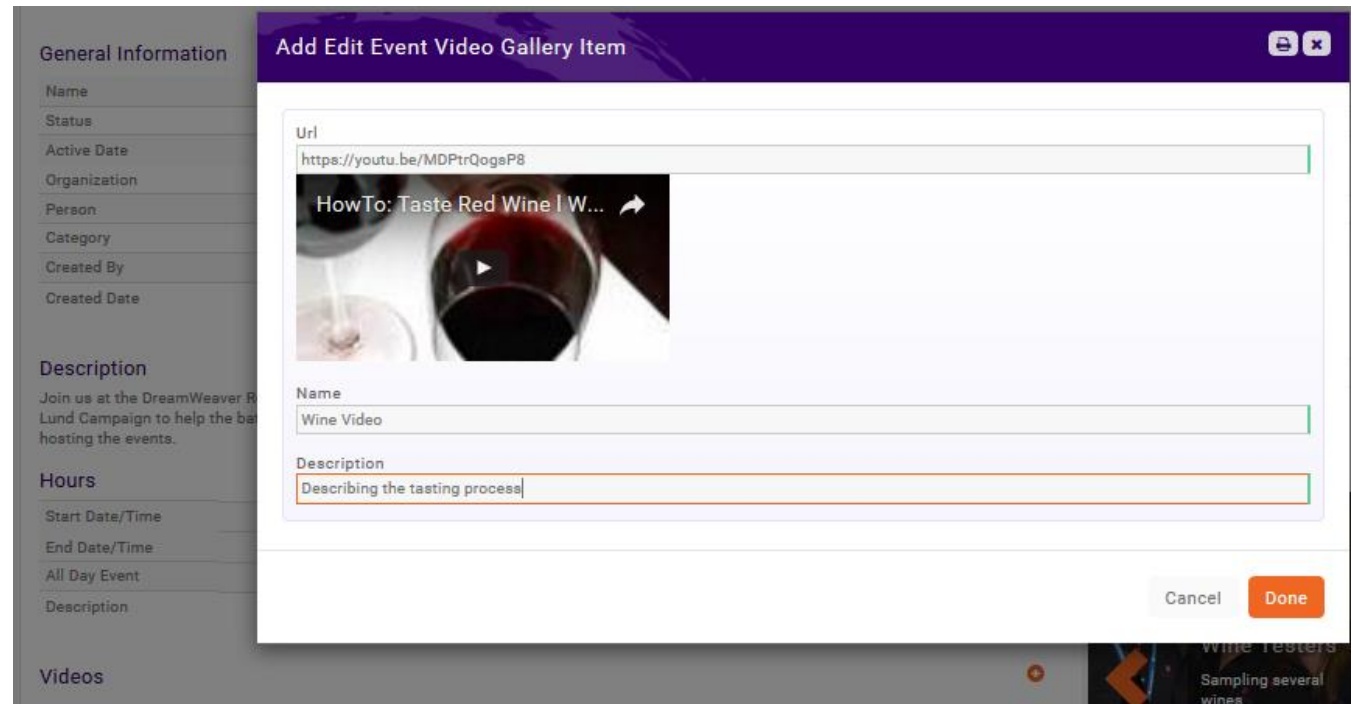 General Information
Name
Status
Active Date
Organization
Person
Category
Created By
Created Date
Description
Join us at the DreamWeaver R
Lund Campaign to help the bat
hosting the events.
Hours
Start Date/Time
End Date/Time
All Day Event
Description
Videos
Add Edit Event Video Gallery Item
Url
https://youtu.be/MDPtrQogsP8
HowTo: Taste Red Wine | W...
Name
Wine Video
Description
Describing the tasting process
Cancel
Done
Wine Testers
Sampling several
wines